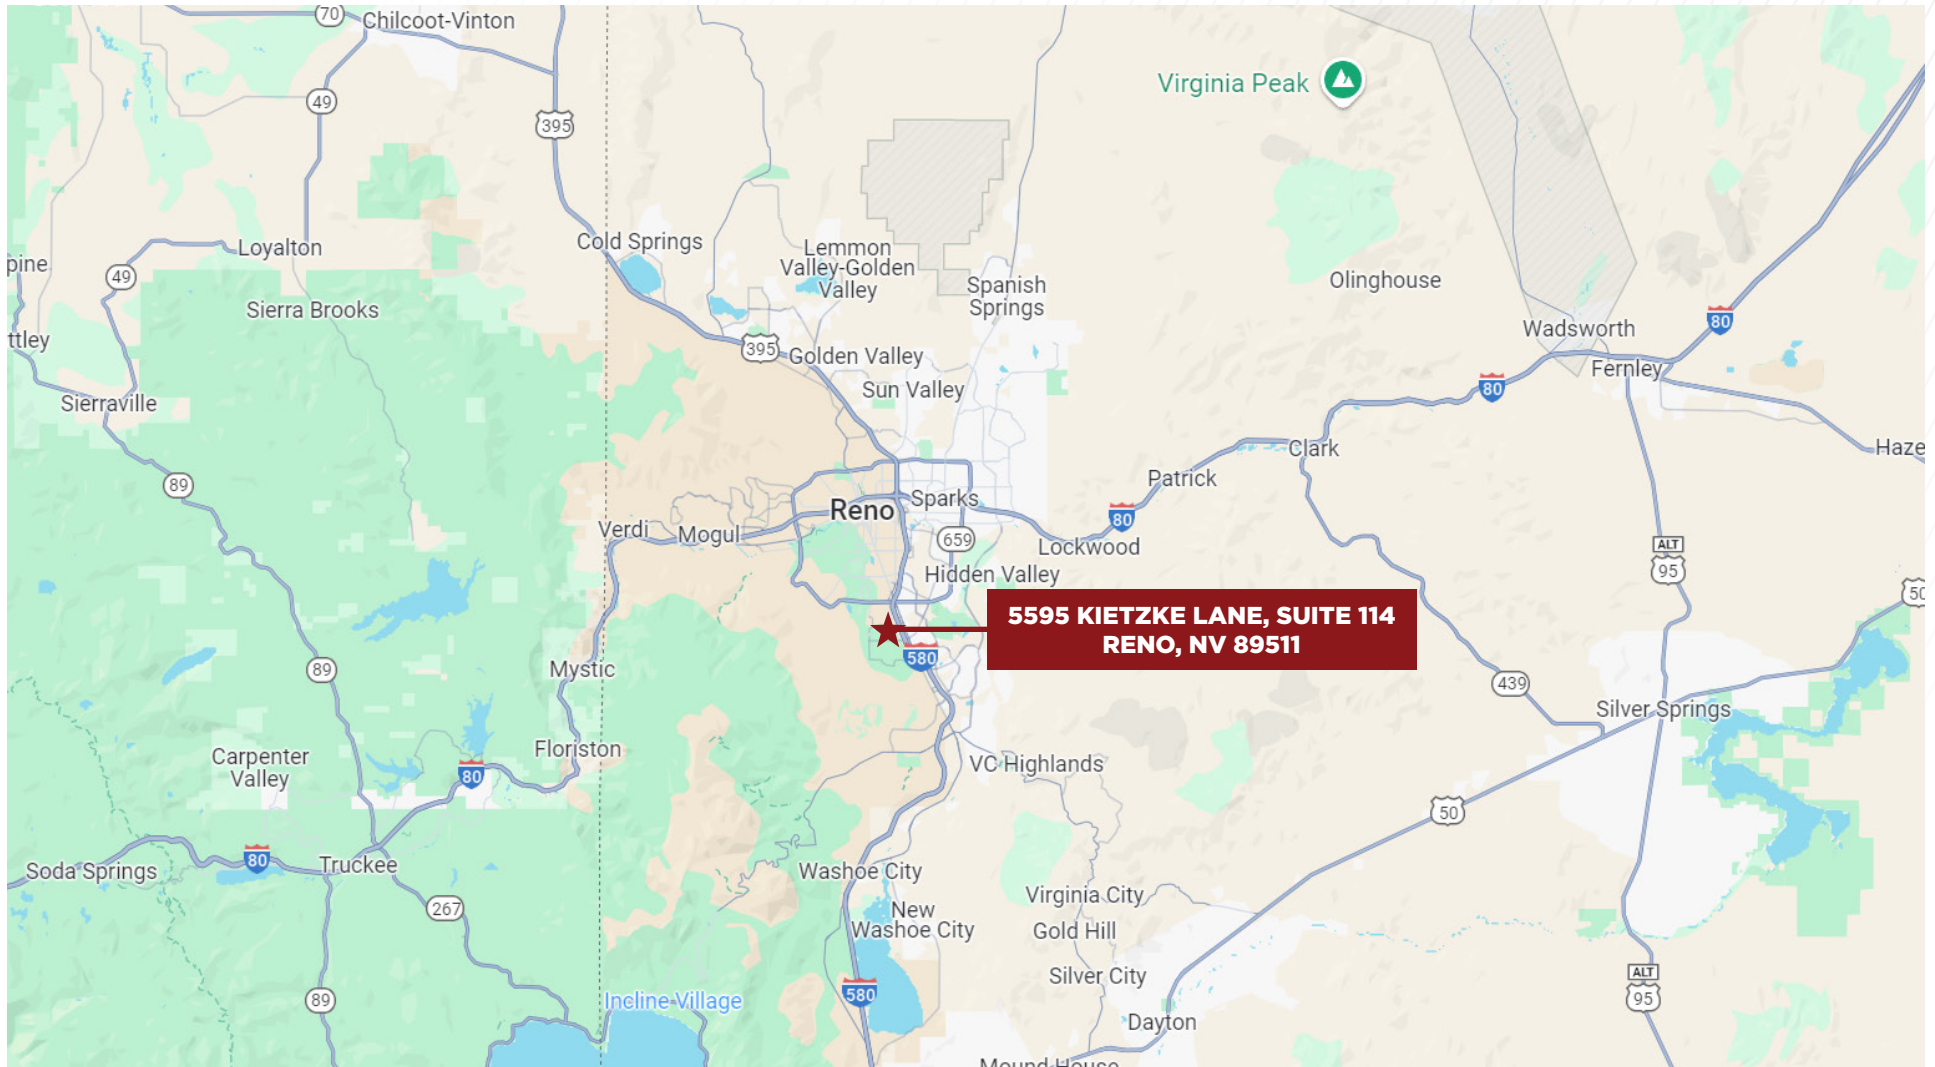 70
Chilcoot-Vinton
Virginia Peak
49
395
80
Cold Springs
Loyalton
Lemmon
Valley-Golden
Valley
pine
49
Spanish
Springs
Olinghouse
Sierra Brooks
80
Wadsworth
ttley
395
Golden Valley
Fernley
80
Sun Valley
Sierraville
Clark
Haze
Patrick
89
Sparks
Reno
80
Verdi
Mogul
659
Lockwood
ALT
95
Hidden Valley
50
5595 KIETZKE LANE, SUITE 114
RENO, NV 89511
580
Mystic
89
439
Silver Springs
Floriston
Carpenter
Valley
VC Highlands
80
50
80
Truckee
Soda Springs
Washoe City
Virginia City
267
New
Washoe City
Gold Hill
Silver City
ALT
95
580
89
Incline Village
Dayton
Mound House